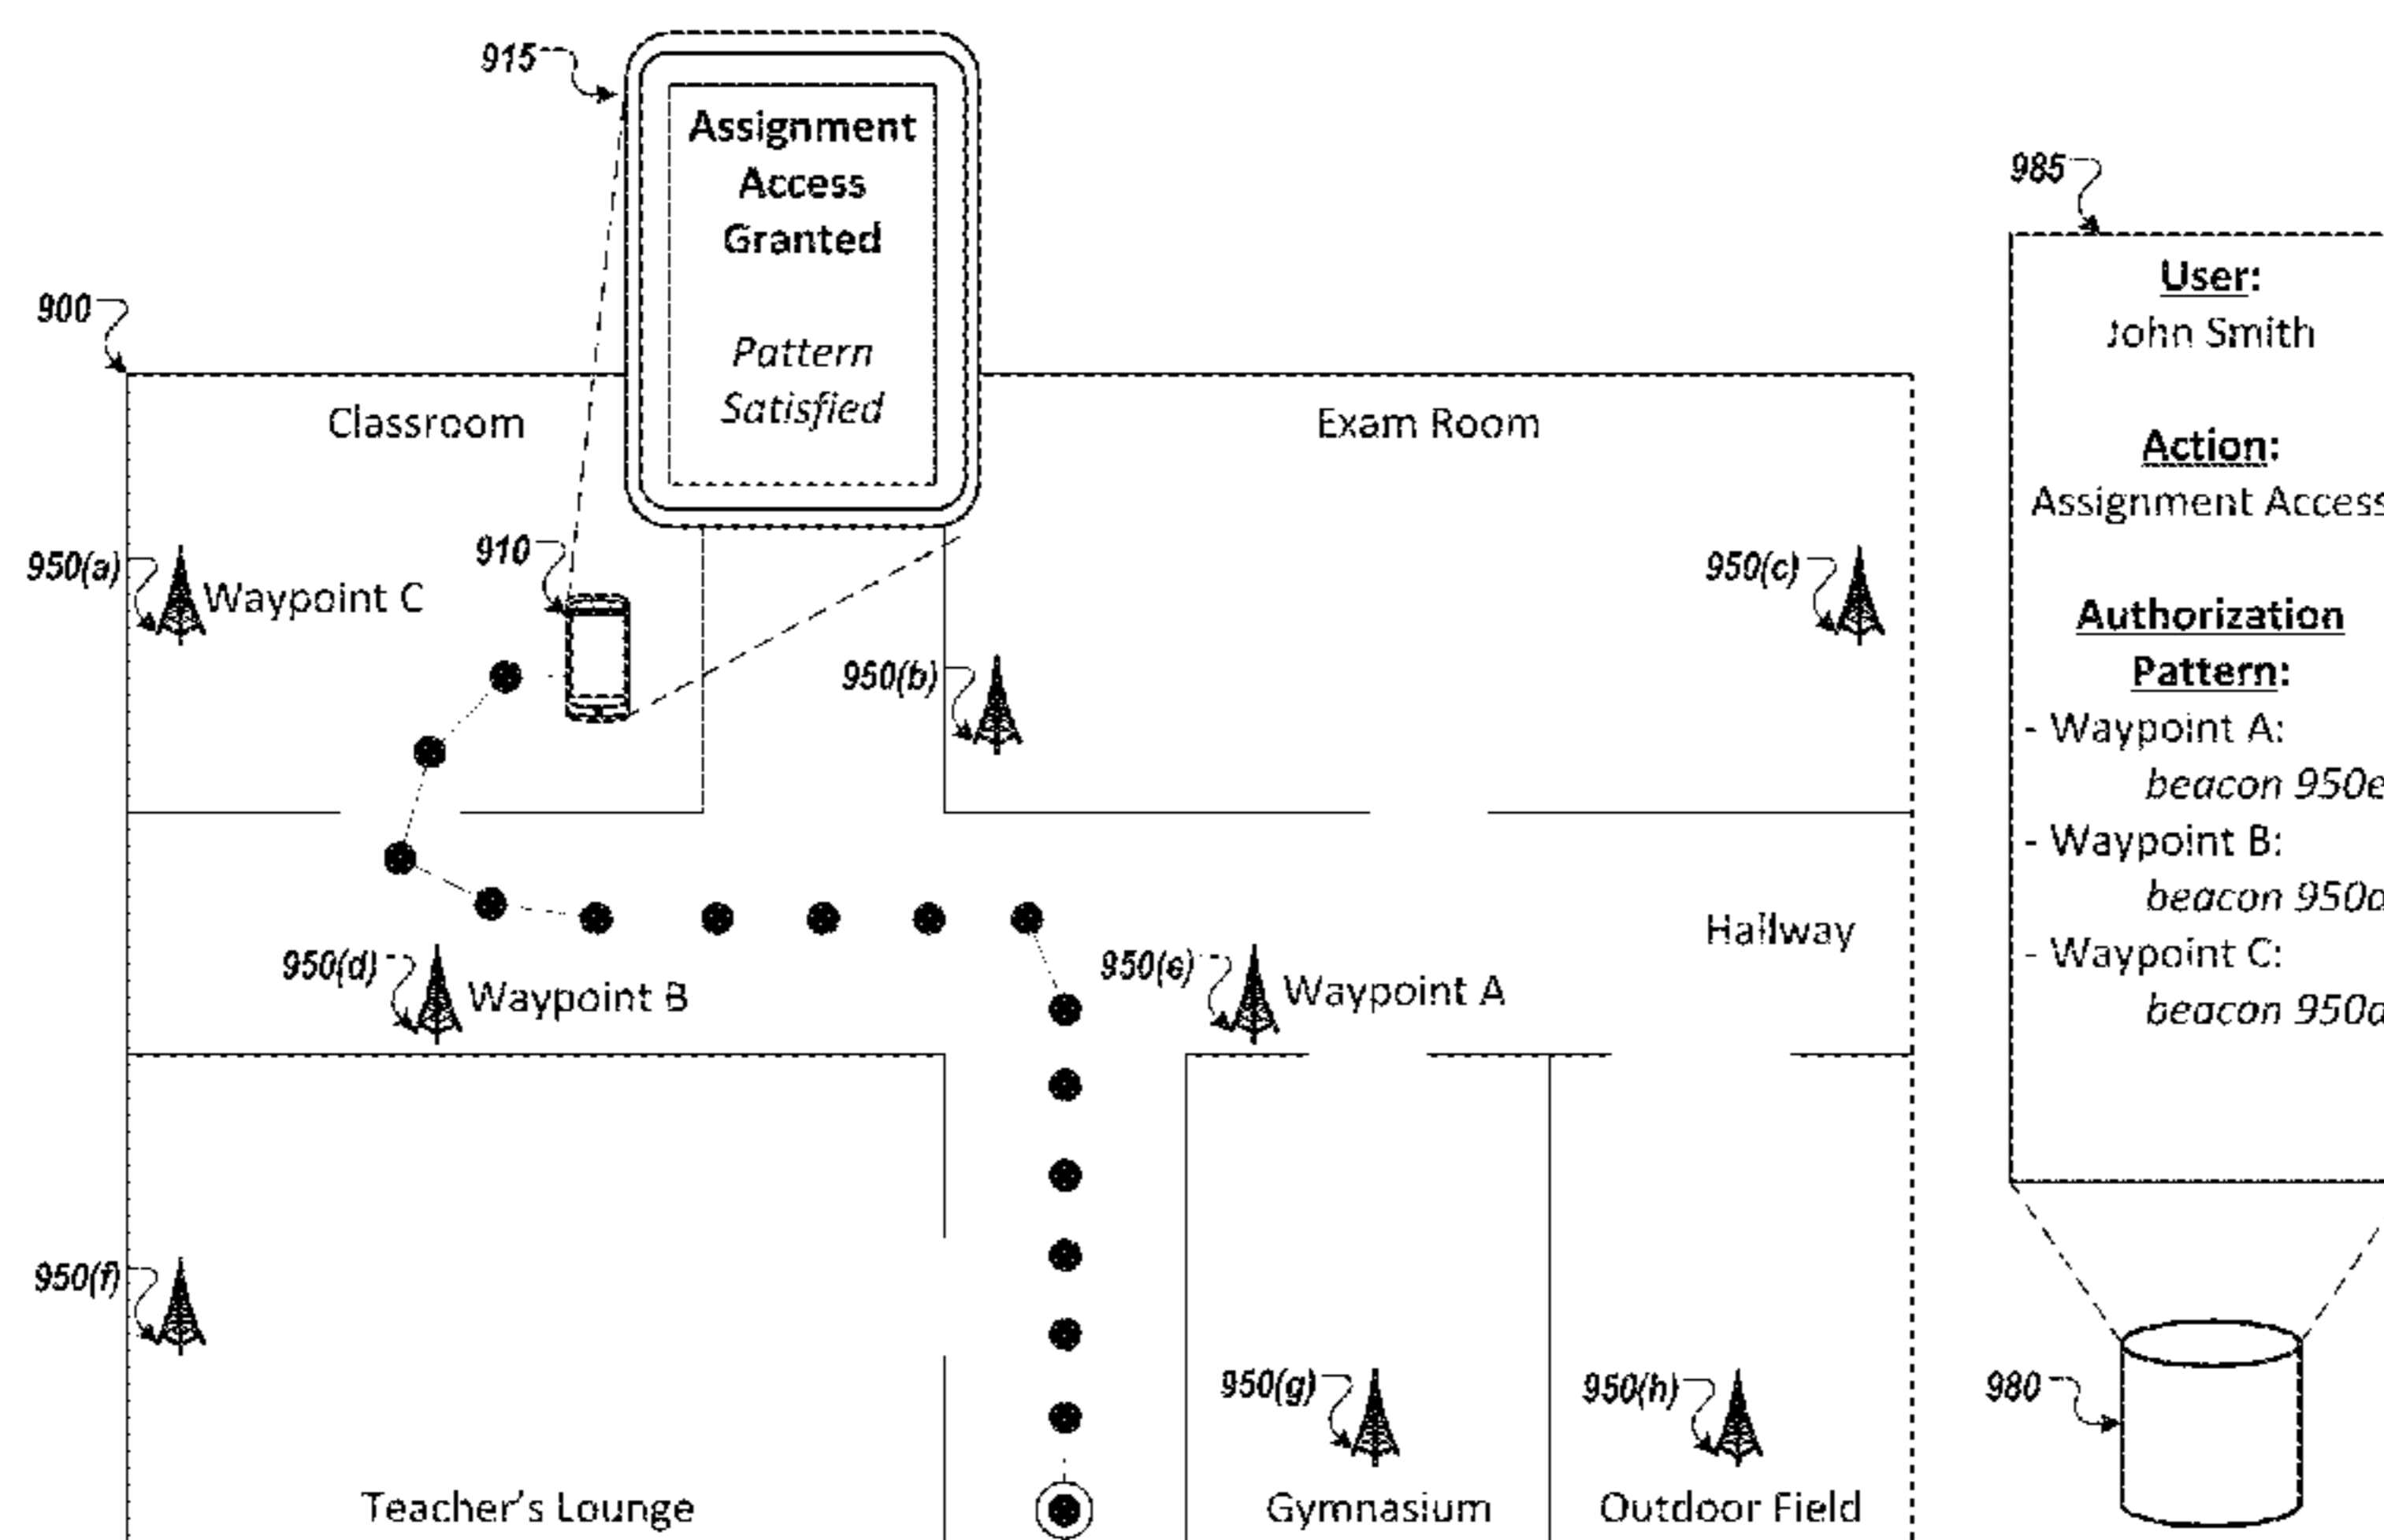 915
Assignment
Access
Granted
Pattern
Satisfied
900
Classroom
Exam Room
950(a)
Waypoint C
910
950(b)
950(c)
Hallway
950(d)
Waypoint B
950(e)
Waypoint A
950(f)
950(g)
950(h)
Teacher's Lounge
Gymnasium
Outdoor Field
985
User:
John Smith
Action:
Assignment Access
Authorization
Pattern:
- Waypoint A:
beacon 950e
- Waypoint B:
beacon
- Waypoint C:
beacon
980